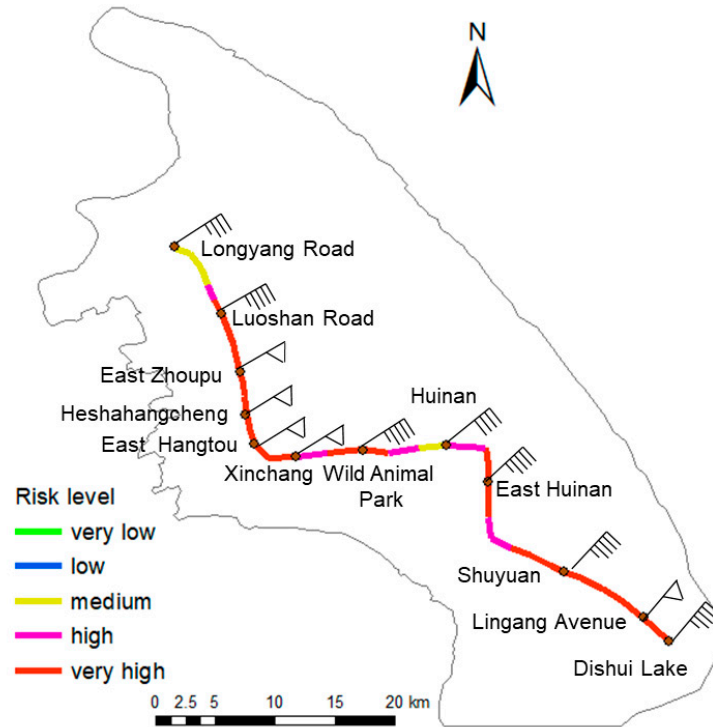 N
Longyang Road
Luoshan Road
East Zhoupu
Heshahangcheng
Huinan
East Hangtou
Xinchang
Wild Animal
Park
East Huinan
Risk level
very low
low
medium
high
very high
Shuyuan
Lingang Avenue
Dishui Lake
0 2.5 5 10 15 20 km